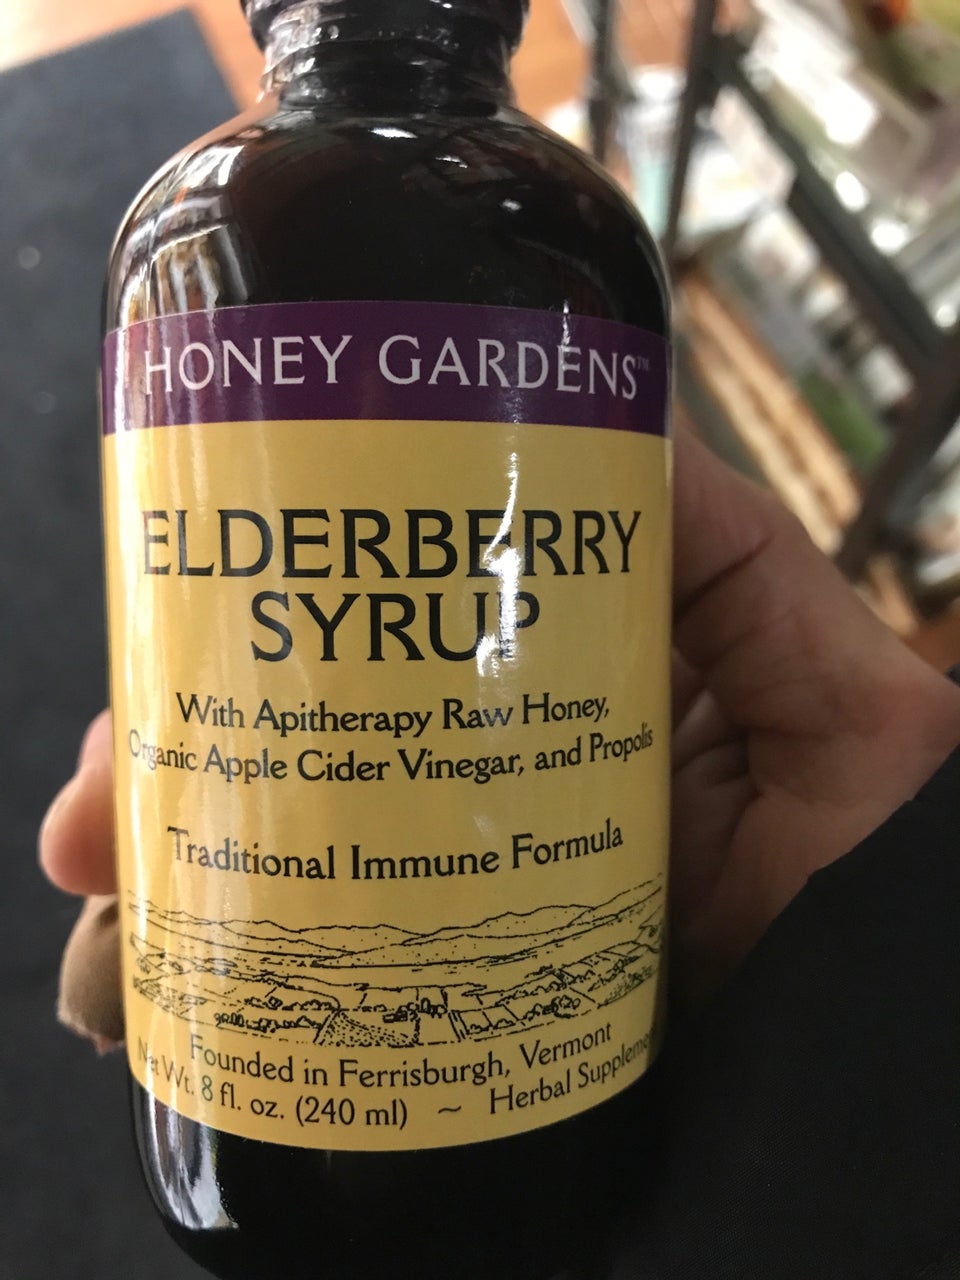 HONEY GARDENS™
ELDERBERRY
SYRUP
With Apitherapy Raw Honey,
Organic Apple Cider Vinegar, and Propolis
Traditional Immune Formula
Founded in Ferrisburgh, Vermont
Net Wt. 8 fl. oz. (240 ml) ~ Herbal Suppleme